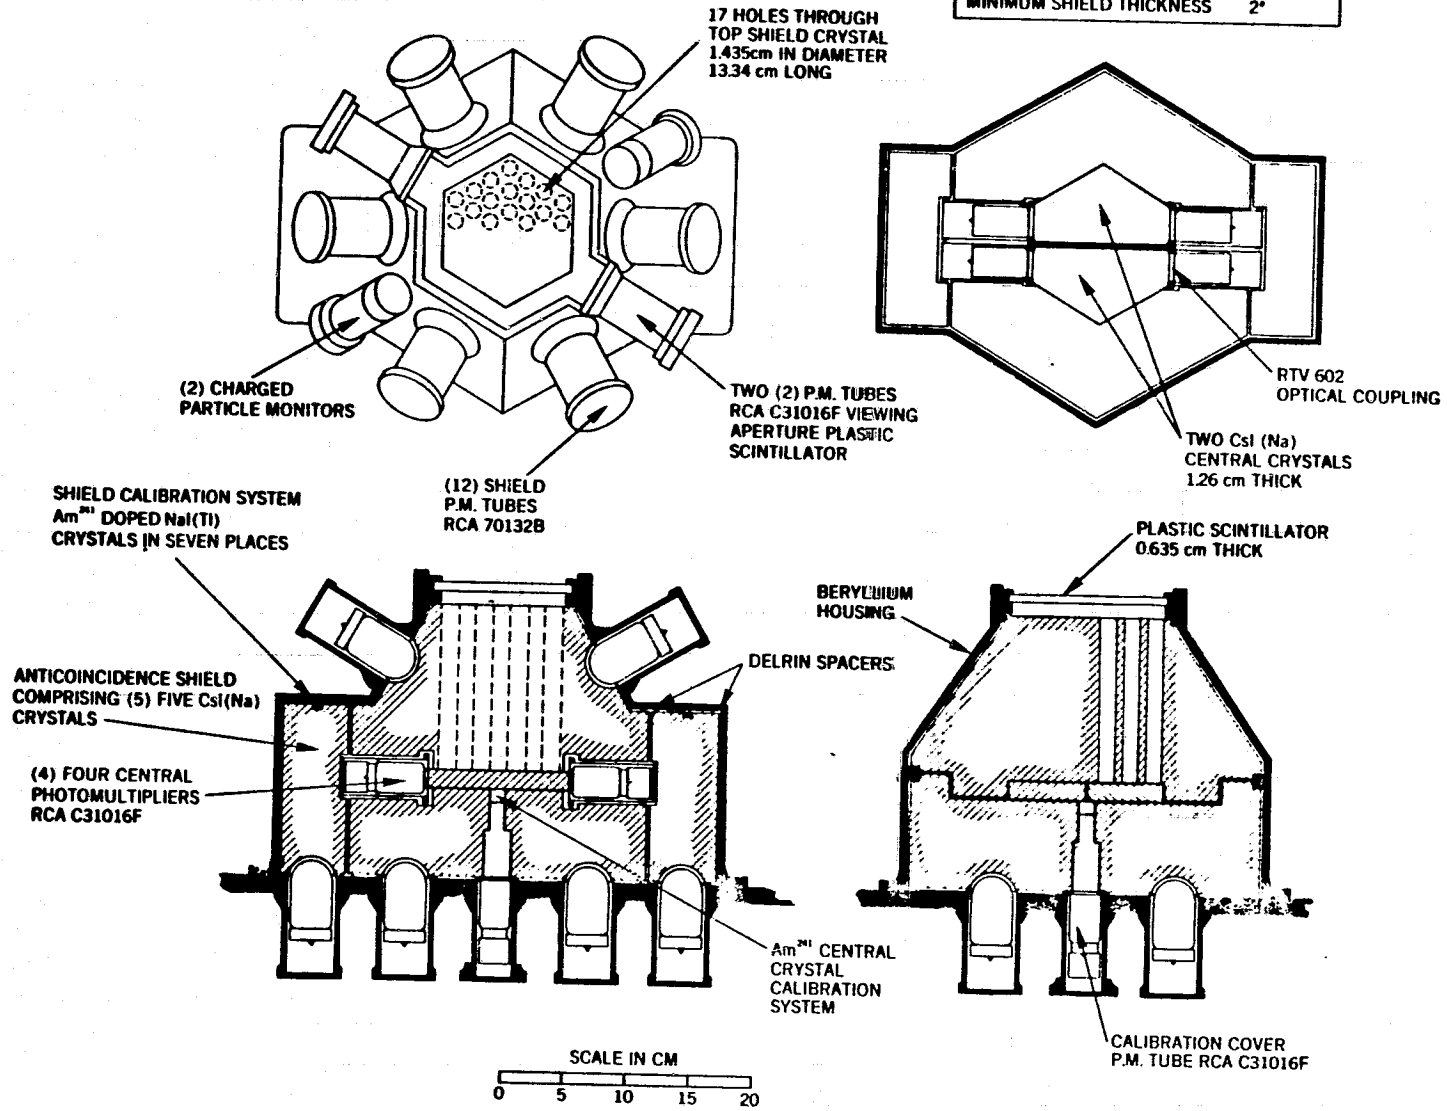 MINIMUM SHIELD THICKNESS 2"
17 HOLES THROUGH
TOP SHIELD CRYSTAL
1.435cm IN DIAMETER
13.34 cm LONG
(2) CHARGED
PARTICLE MONITORS
(12) SHIELD
P.M. TUBES
RCA 70132B
TWO (2) P.M. TUBES
RCA C31016F VIEWING
APERTURE PLASTIC
SCINTILLATOR
RTV 602
OPTICAL COUPLING
TWO CsI (Na)
CENTRAL CRYSTALS
1.26 cm THICK
SHIELD CALIBRATION SYSTEM
Am²⁴¹ DOPED NaI(Tl)
CRYSTALS IN SEVEN PLACES
ANTICOINCIDENCE SHIELD
COMPRISING (5) FIVE CsI(Na)
CRYSTALS
(4) FOUR CENTRAL
PHOTOMULTIPLIERS
RCA C31016F
PLASTIC SCINTILLATOR
0.635 cm THICK
BERYLLIUM
HOUSING
DELRIN SPACERS
Am²⁴¹ CENTRAL
CRYSTAL
CALIBRATION
SYSTEM
CALIBRATION COVER
P.M. TUBE RCA C31016F
SCALE IN CM
0 5 10 15 20